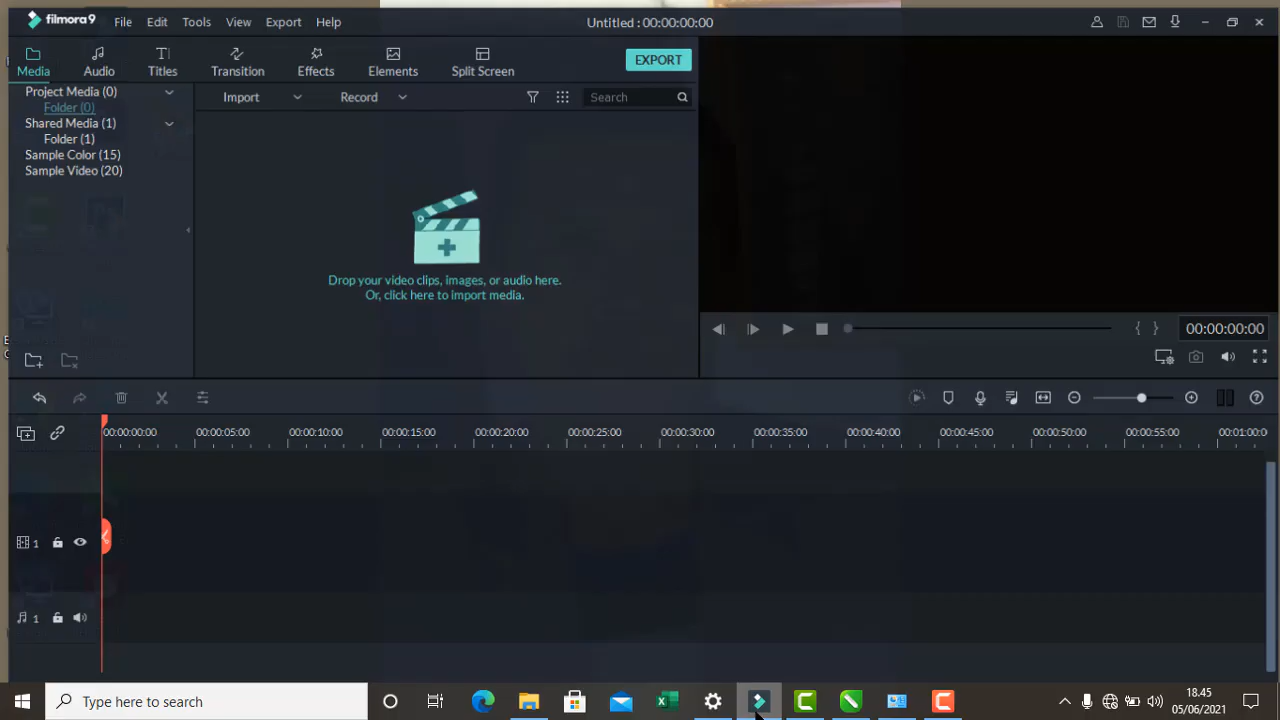 filmora9 File Edit Tools View Export Help Untitled : 00:00:00:00
Media Audio Titles Transition Effects Elements Split Screen EXPORT
Project Media (0)
Folder (0)
Shared Media (1)
Folder (1)
Sample Color (15)
Sample Video (20)
Import Record Search
Drop your video clips, images, or audio here.
Or, click here to import media.
{ } 00:00:00:00
00:00:00:00 00:00:05:00 00:00:10:00 00:00:15:00 00:00:20:00 00:00:25:00 00:00:30:00 00:00:35:00 00:00:40:00 00:00:45:00 00:00:50:00 00:00:55:00 00:01:00:0
1
1
Type here to search
18.45
05/06/2021